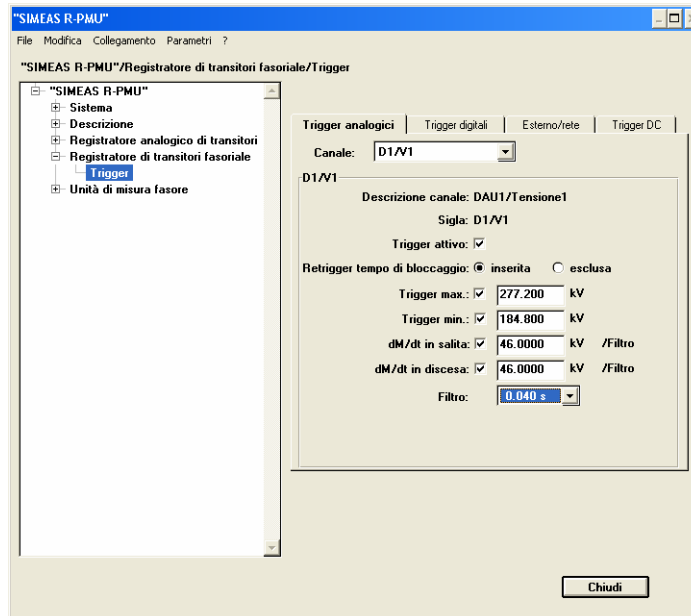 "SIMEAS R-PMU"
File Modifica Collegamento Parametri ?
"SIMEAS R-PMU"/Registratore di transitori fasoriale/Trigger
"SIMEAS R-PMU"
Sistema
Descrizione
Registratore analogico di transitori
Registratore di transitori fasoriale
Trigger
Unità di misura fasore
Trigger analogici Trigger digitali Esterno/rete Trigger DC
Canale: D1/V1
D1/V1
Descrizione canale: DAU1/Tensione1
Sigla: D1/V1
Trigger attivo:
Retrigger tempo di bloccaggio: inserita esclusa
Trigger max.: 277.200 kV
Trigger min.: 184.800 kV
dM/dt in salita: 46.0000 kV /Filtro
dM/dt in discesa: 46.0000 kV /Filtro
Filtro: 0.040 s
Chiudi